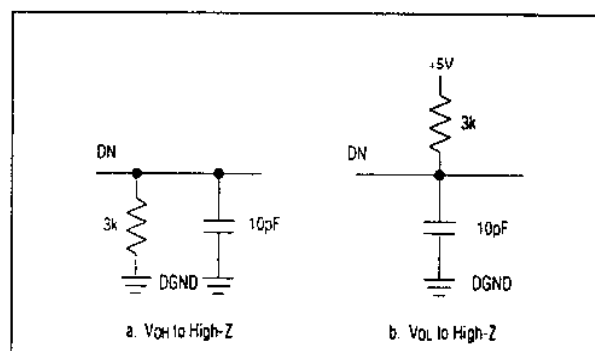 +5V
3k
DN
DN
3k
10pF
10pF
DGND
DGND
a. VOH to High-Z
b. VOL to High-Z